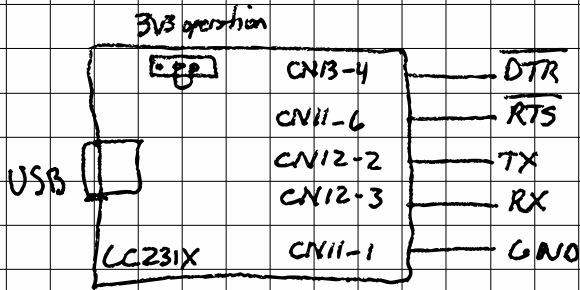 3V3 operation
CN13-4 DTR
CN11-6 RTS
CN12-2 TX
USB
CN12-3 RX
LC231X CN11-1 GND